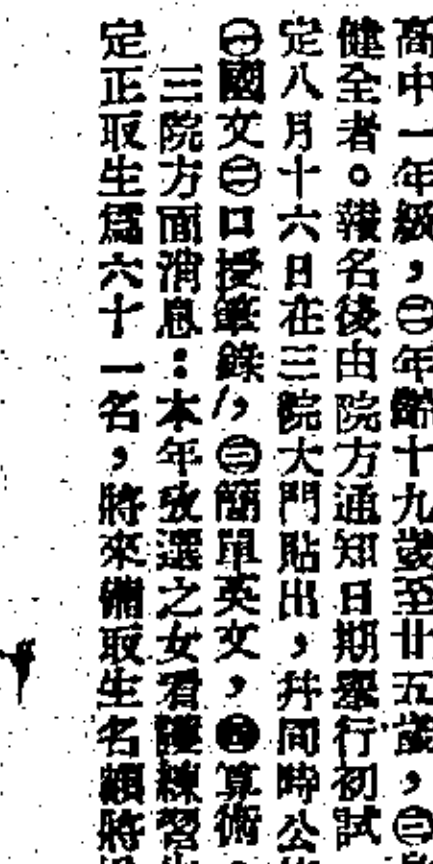 高中一年級，㊁年齡十九歲至廿五歲，㊂
健全者。報名後由院方通知日期舉行初試
定八月十六日在三院大門貼出，并同時公
㊀國文㊁口授筆錄，㊂簡單英文，㊃算術
三院方面消息：本年攷選之女看護練習
定正取生爲六十一名，將來備取生名額將